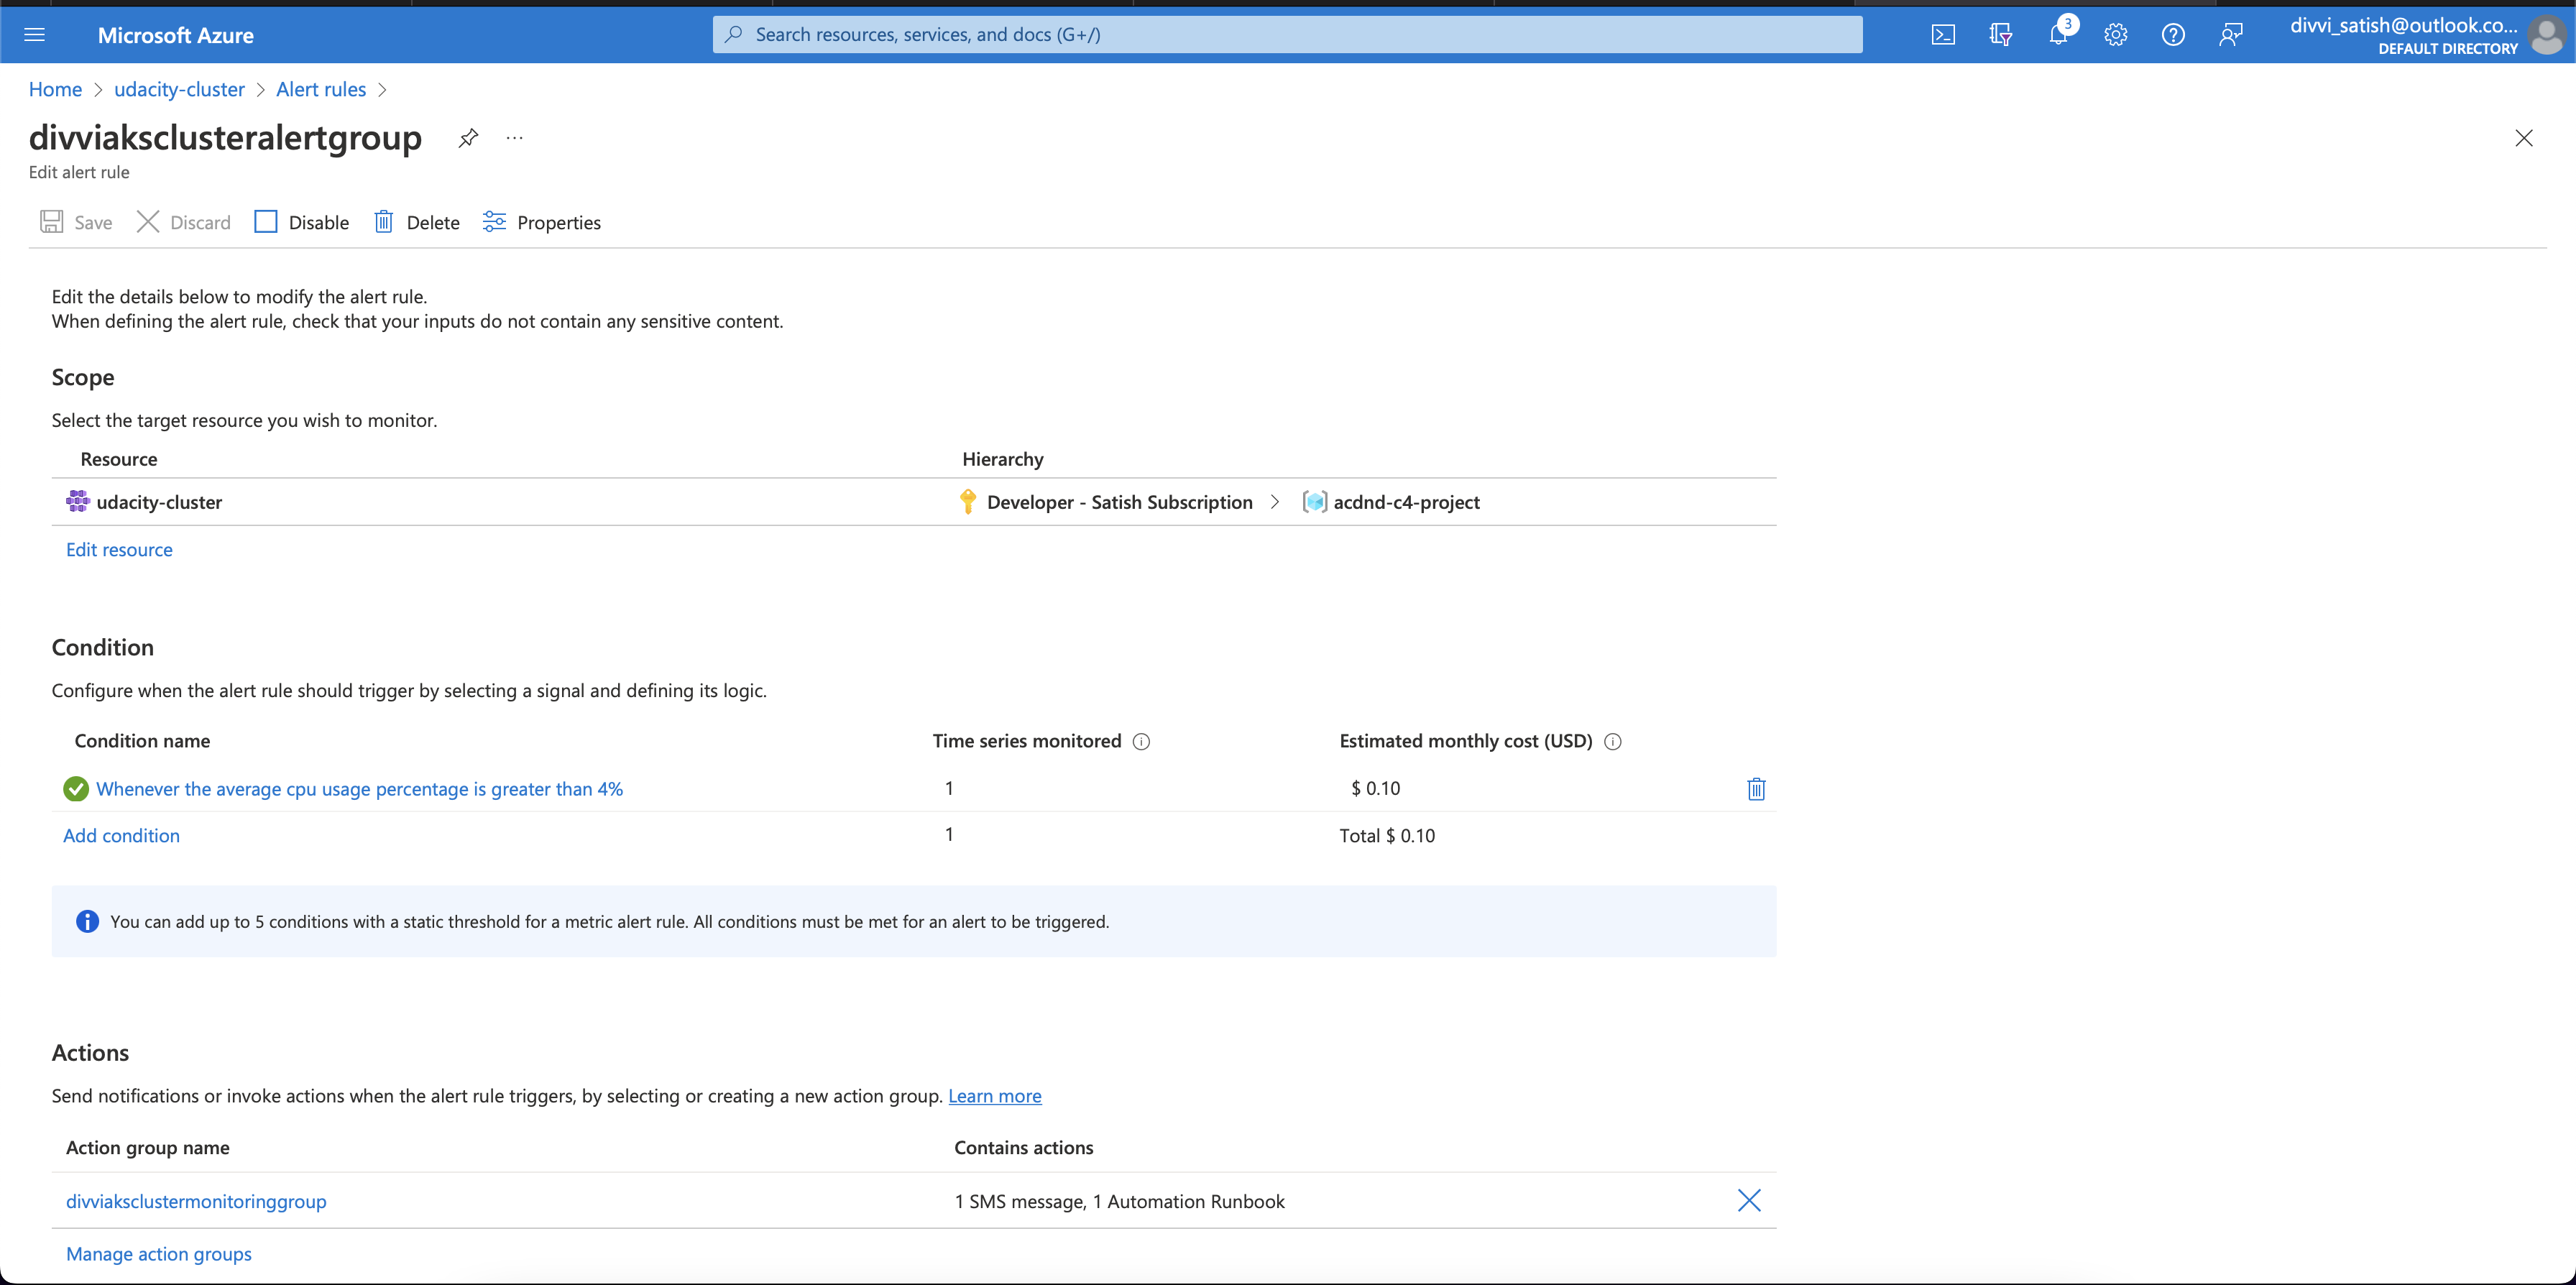 Microsoft Azure
Search resources, services, and docs (G+/)
3
divvi_satish@outlook.co...
DEFAULT DIRECTORY
Home > udacity-cluster > Alert rules >
divviaksclusteralertgroup ...
Edit alert rule
Save Discard Disable Delete Properties
Edit the details below to modify the alert rule.
When defining the alert rule, check that your inputs do not contain any sensitive content.
Scope
Select the target resource you wish to monitor.
Resource Hierarchy
udacity-cluster Developer - Satish Subscription > acdnd-c4-project
Edit resource
Condition
Configure when the alert rule should trigger by selecting a signal and defining its logic.
Condition name Time series monitored Estimated monthly cost (USD)
Whenever the average cpu usage percentage is greater than 4% 1 $ 0.10
Add condition 1 Total $ 0.10
You can add up to 5 conditions with a static threshold for a metric alert rule. All conditions must be met for an alert to be triggered.
Actions
Send notifications or invoke actions when the alert rule triggers, by selecting or creating a new action group. Learn more
Action group name Contains actions
divviaksclustermonitoringgroup 1 SMS message, 1 Automation Runbook
Manage action groups